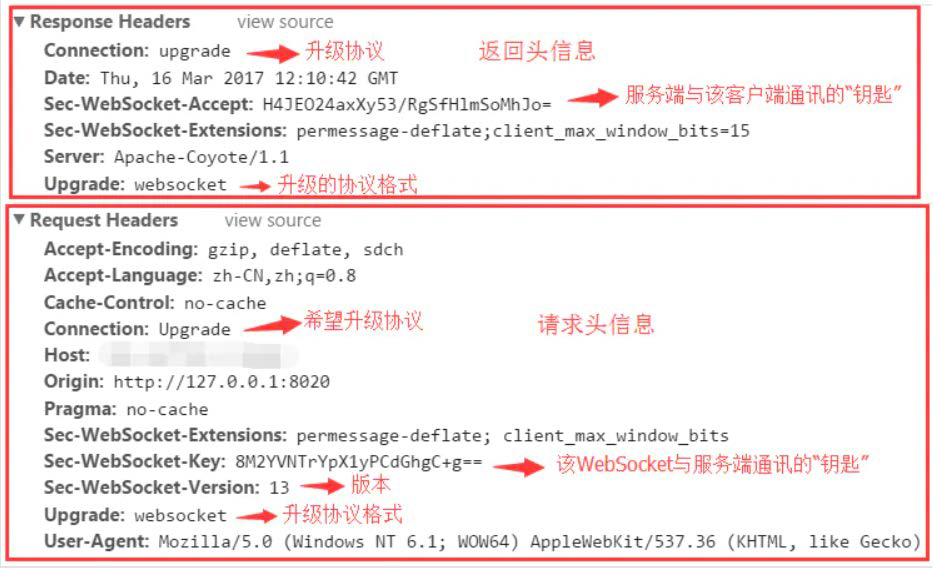 ▼ Response Headers view source
Connection: upgrade 升级协议 返回头信息
Date: Thu, 16 Mar 2017 12:10:42 GMT
Sec-WebSocket-Accept: H4JEO24axXy53/RgSfHlmSoMhJo= 服务端与该客户端通讯的“钥匙”
Sec-WebSocket-Extensions: permessage-deflate;client_max_window_bits=15
Server: Apache-Coyote/1.1
Upgrade: websocket 升级的协议格式
▼ Request Headers view source
Accept-Encoding: gzip, deflate, sdch
Accept-Language: zh-CN,zh;q=0.8
Cache-Control: no-cache
Connection: Upgrade 希望升级协议 请求头信息
Host:
Origin: http://127.0.0.1:8020
Pragma: no-cache
Sec-WebSocket-Extensions: permessage-deflate; client_max_window_bits
Sec-WebSocket-Key: 8M2YVNTrYpX1yPCdGhgC+g== 该WebSocket与服务端通讯的“钥匙”
Sec-WebSocket-Version: 13 版本
Upgrade: websocket 升级协议格式
User-Agent: Mozilla/5.0 (Windows NT 6.1; WOW64) AppleWebKit/537.36 (KHTML, like Gecko)